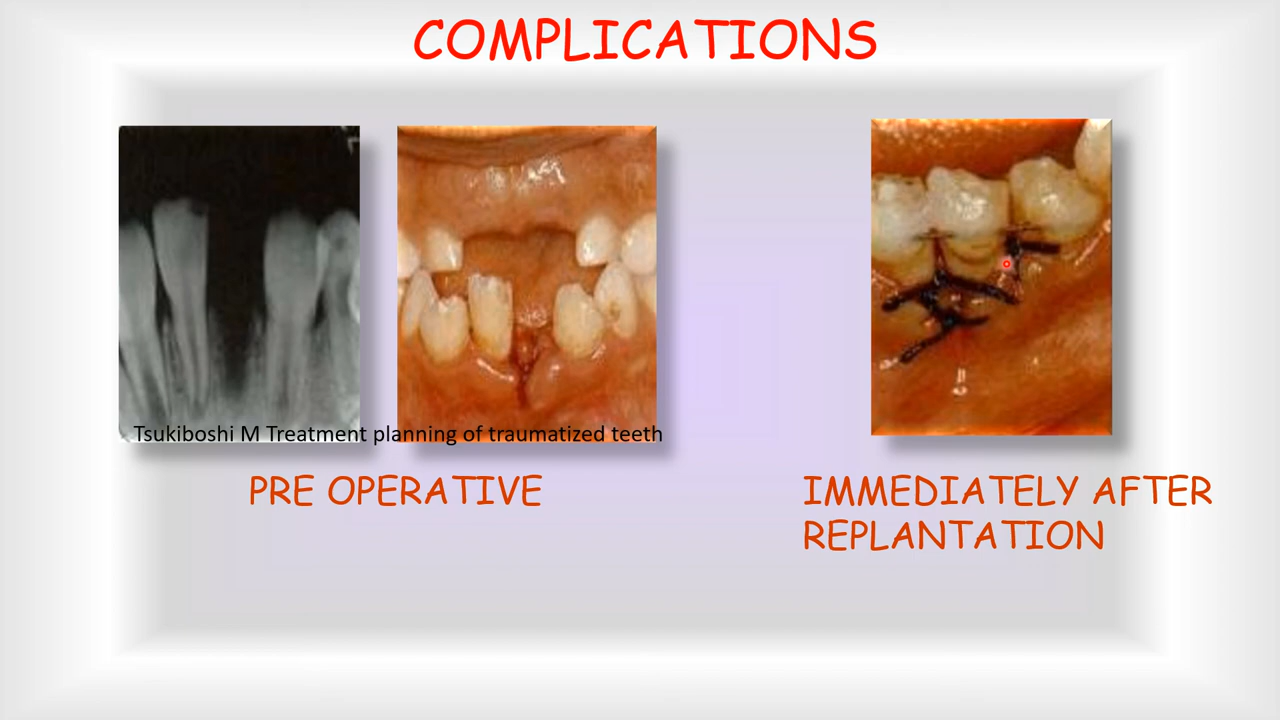 COMPLICATIONS
Tsukiboshi M Treatment planning of traumatized teeth
PRE OPERATIVE
IMMEDIATELY AFTER
REPLANTATION